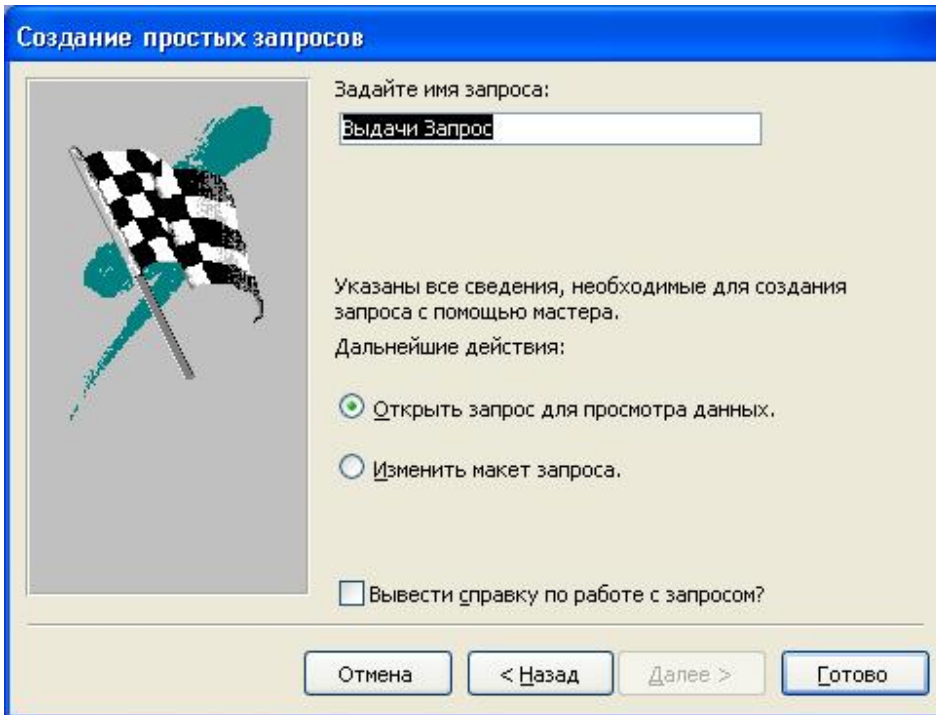 Создание простых запросов
Задайте имя запроса:
Выдачи Запрос
Указаны все сведения, необходимые для создания
запроса с помощью мастера.
Дальнейшие действия:
Открыть запрос для просмотра данных.
Изменить макет запроса.
Вывести справку по работе с запросом?
Отмена
< Назад
Далее >
Готово